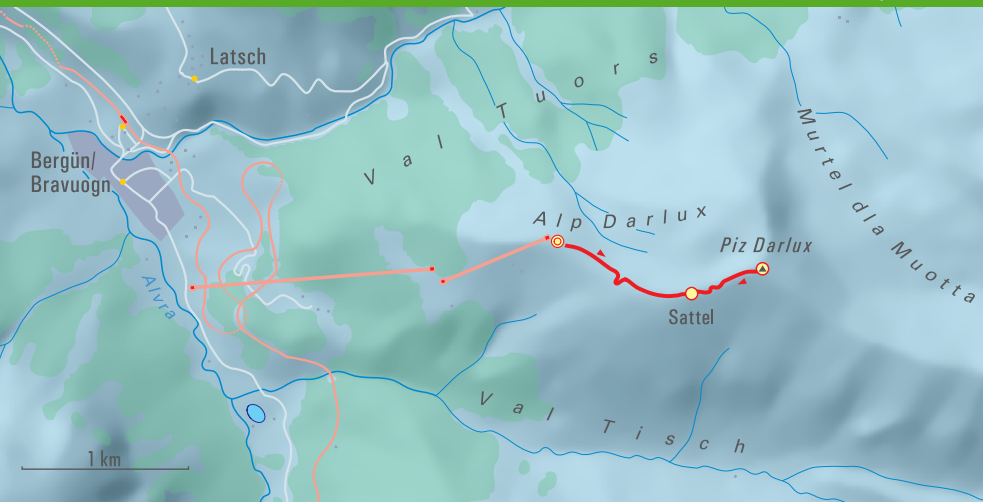 Latsch
Val Tuors
Bergün/
Bravuogn
Murtel dla Muotta
Alp Darlux
Piz Darlux
Alvra
Sattel
Val Tisch
1 km